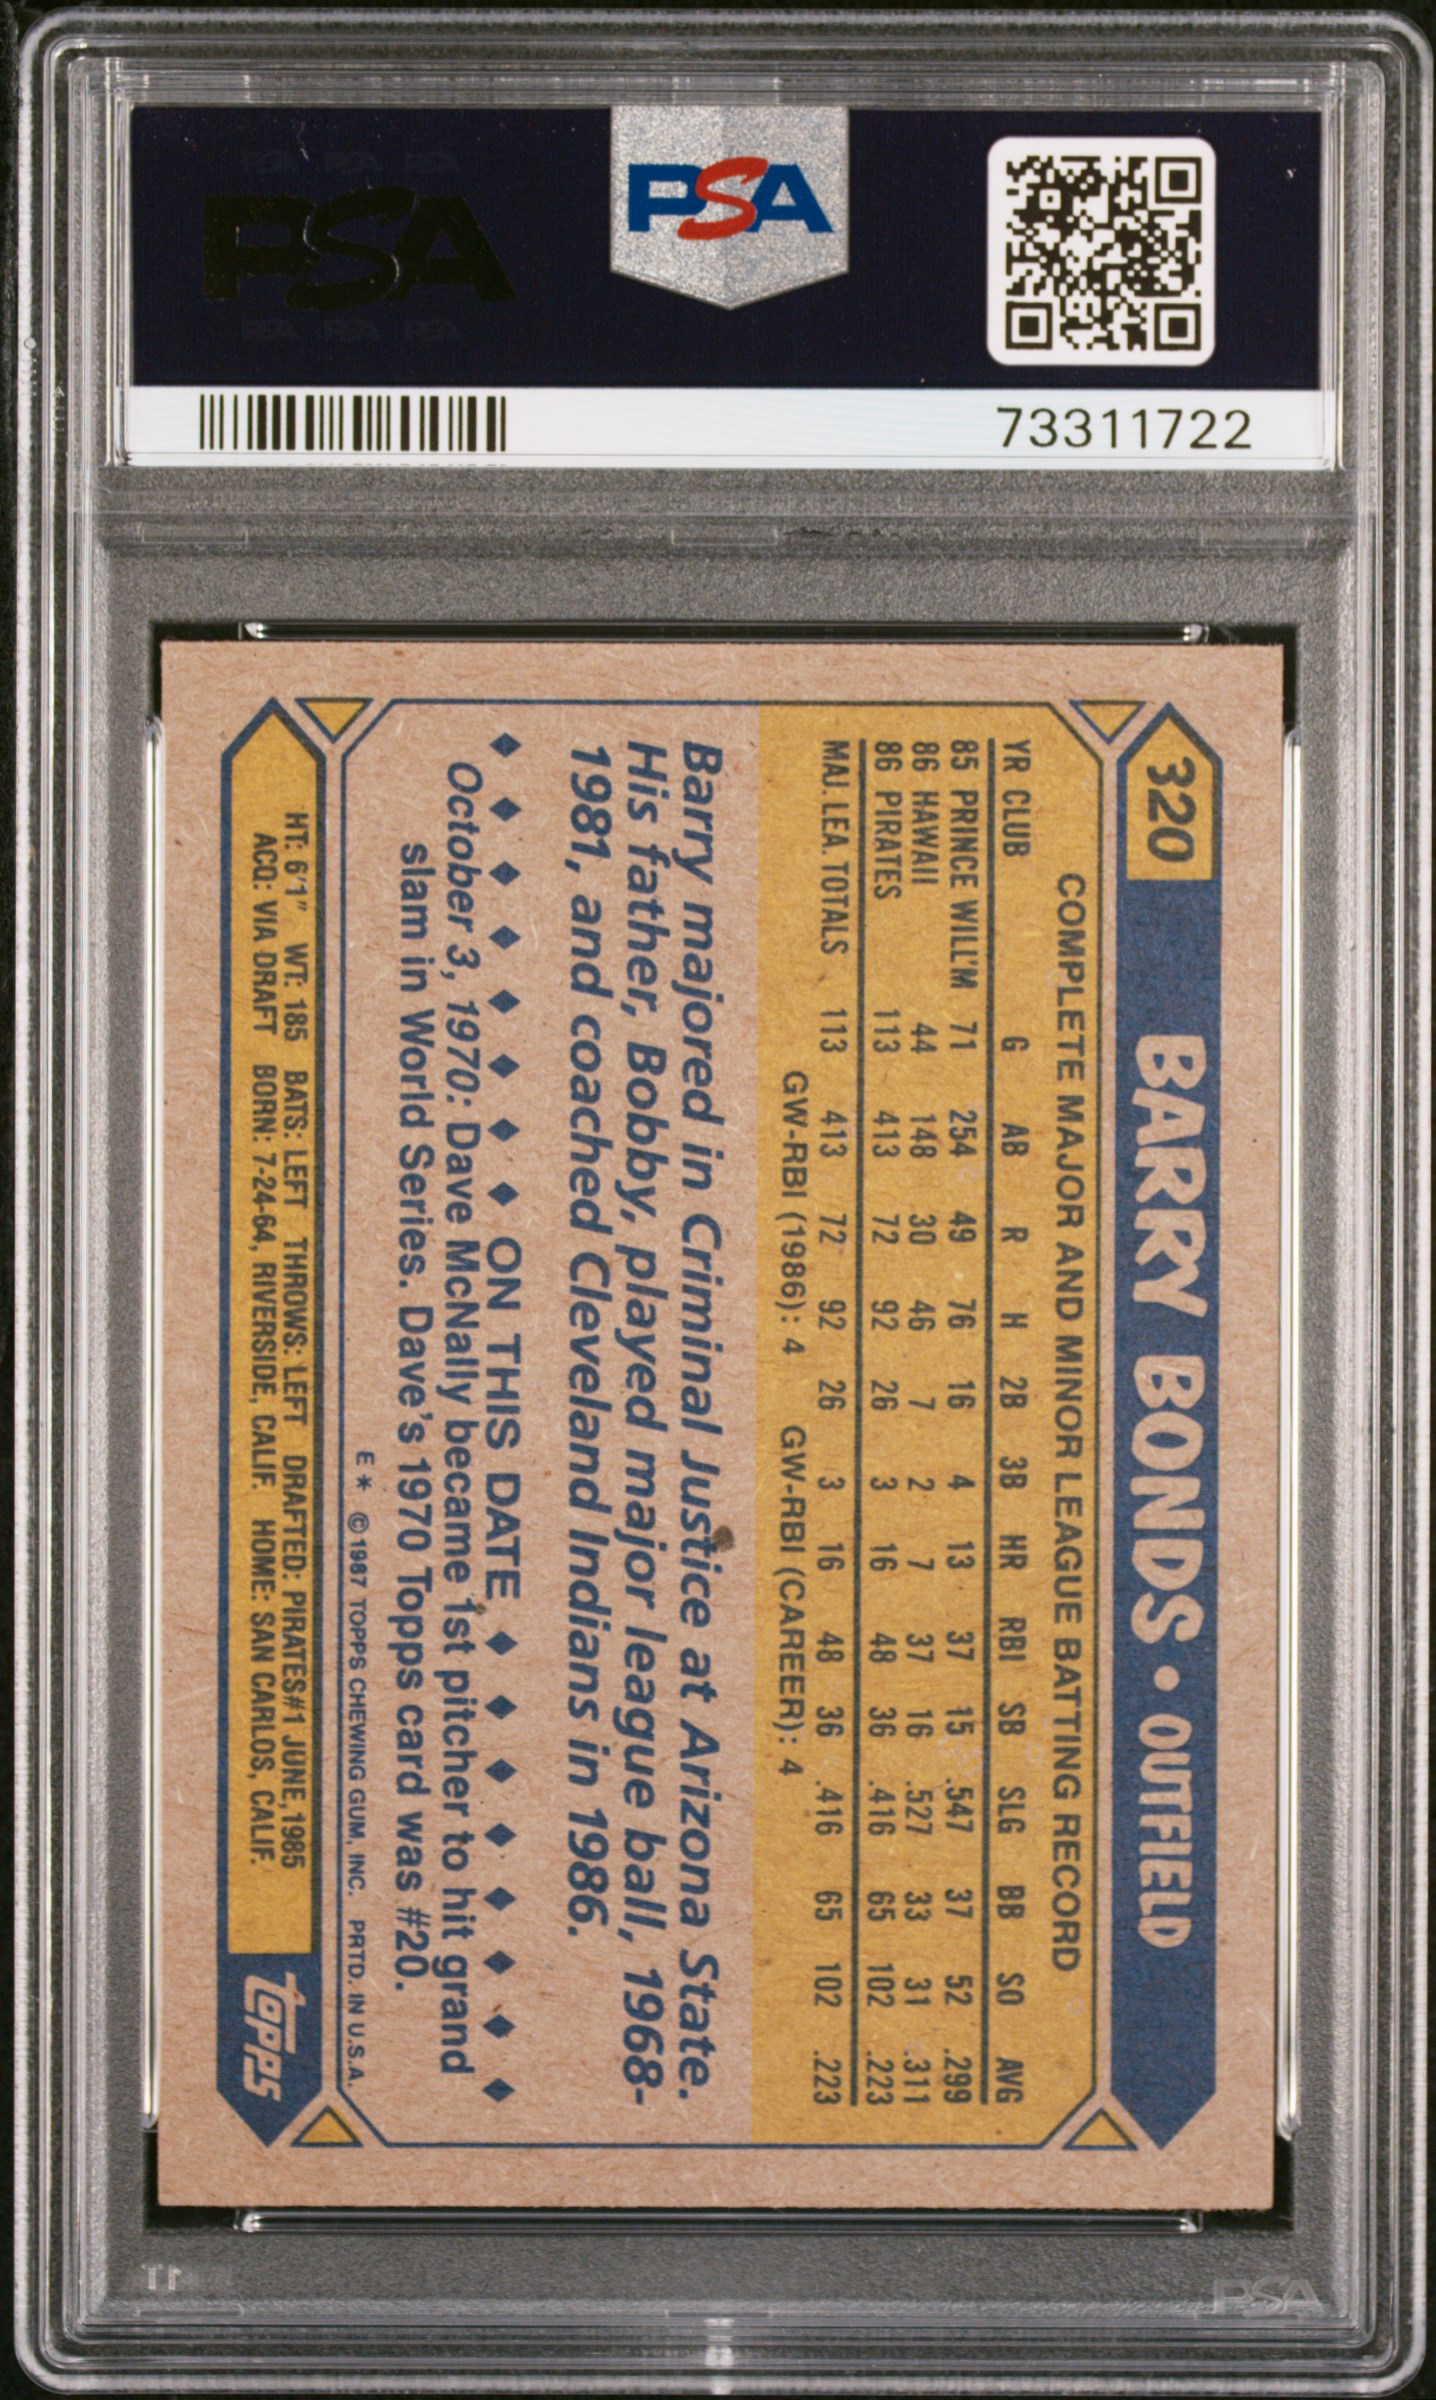 PSA
PSA
73311722
320 BARRY BONDS • OUTFIELD
COMPLETE MAJOR AND MINOR LEAGUE BATTING RECORD
YR CLUB G AB R H 2B 3B HR RBI SB SLG BB SO AVG
85 PRINCE WILL'M 71 254 49 76 16 4 13 37 15 .547 37 52 .299
86 HAWAII 44 148 30 46 7 2 7 37 16 .527 33 31 .311
86 PIRATES 113 413 72 92 26 3 16 48 36 .416 65 102 .223
MAJ. LEA. TOTALS 113 413 72 92 26 3 16 48 36 .416 65 102 .223
GW-RBI (1986): 4 GW-RBI (CAREER): 4
Barry majored in Criminal Justice at Arizona State.
His father, Bobby, played major league ball, 1968-
1981, and coached Cleveland Indians in 1986.
ON THIS DATE
October 3, 1970: Dave McNally became 1st pitcher to hit grand
slam in World Series. Dave's 1970 Topps card was #20.
E* © 1987 TOPPS CHEWING GUM, INC. PRTD. IN U.S.A.
HT: 6'1" WT: 185 BATS: LEFT THROWS: LEFT DRAFTED: PIRATES#1 JUNE, 1985
ACQ: VIA DRAFT BORN: 7-24-64, RIVERSIDE, CALIF. HOME: SAN CARLOS, CALIF.
topps
PSA